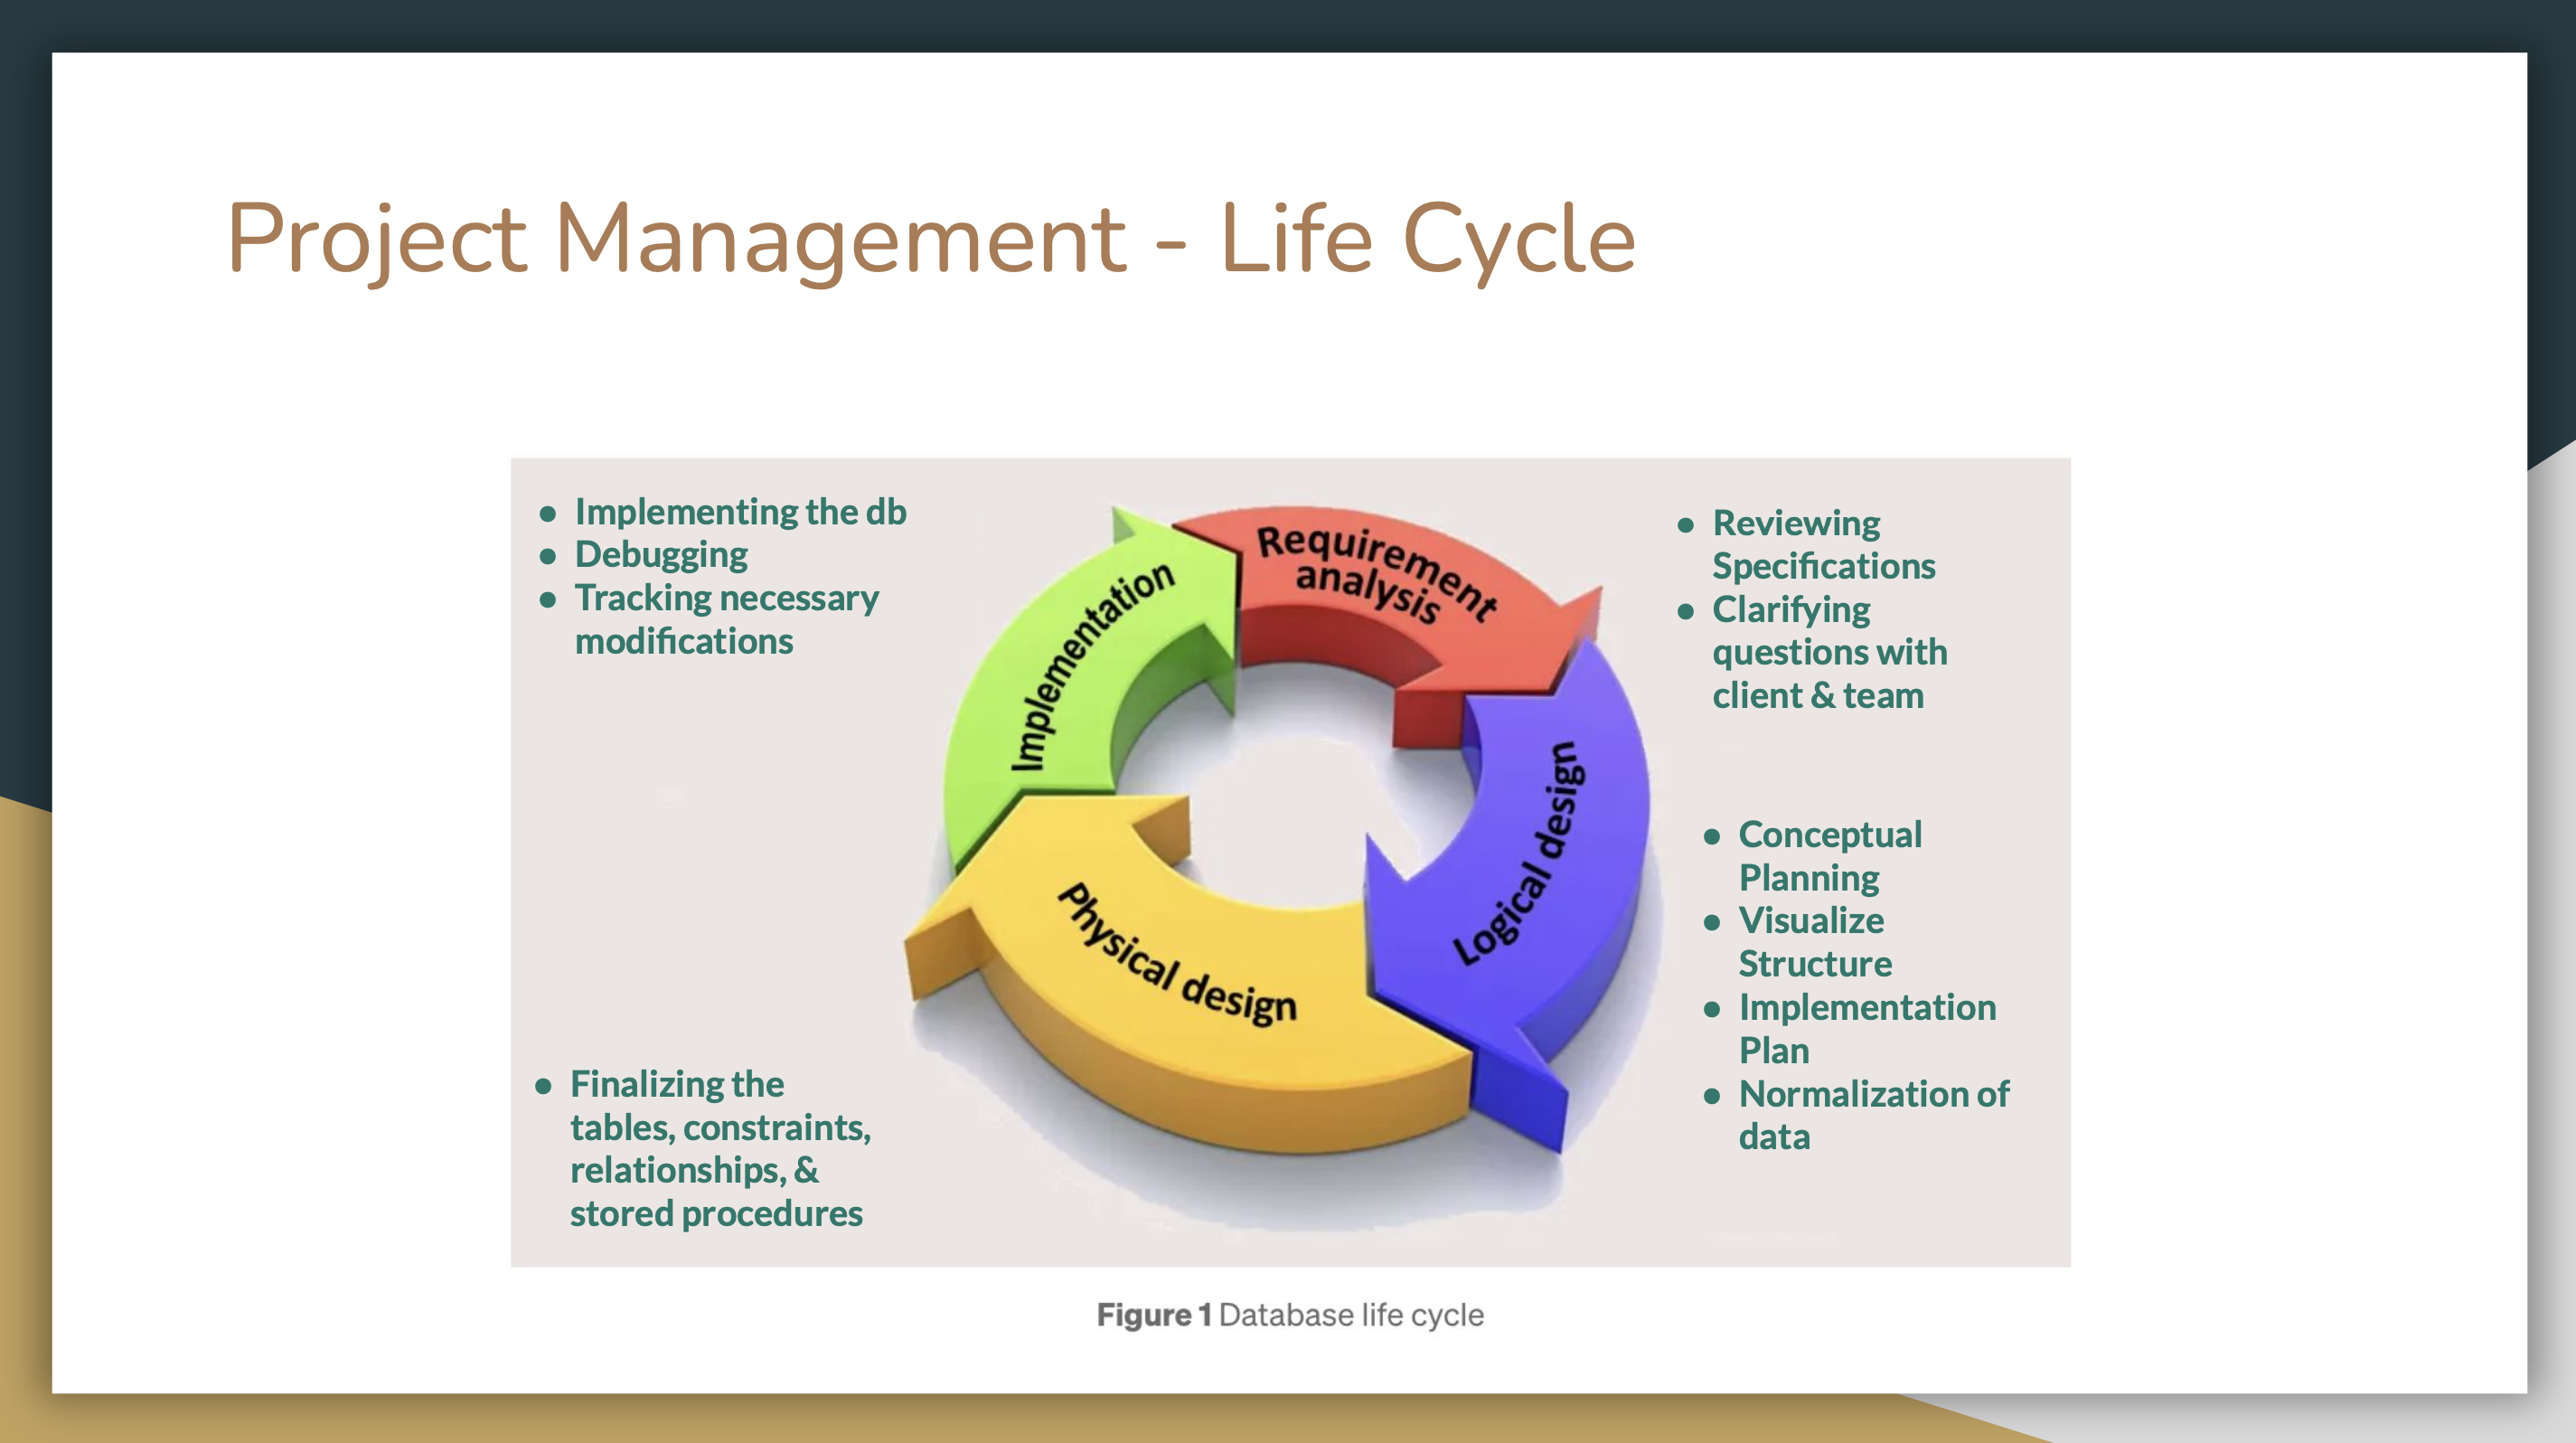 Project Management - Life Cycle
● Implementing the db
● Debugging
● Tracking necessary
modifications
Requirement
analysis
Implementation
Logical design
Physical design
● Reviewing
Specifications
● Clarifying
questions with
client & team
● Conceptual
Planning
● Visualize
Structure
● Implementation
Plan
● Normalization of
data
● Finalizing the
tables, constraints,
relationships, &
stored procedures
Figure 1 Database life cycle